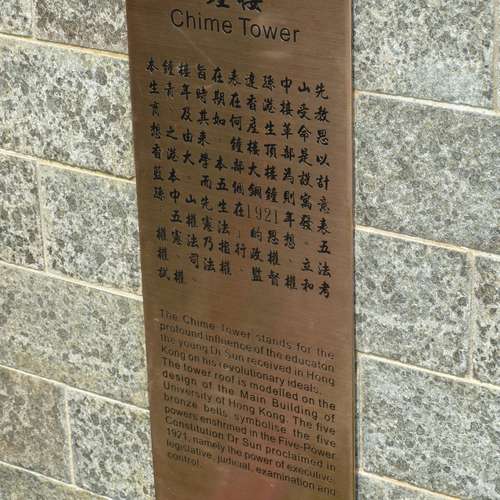 鐘樓
Chime Tower
本鐘樓旨在表達孫中山先
生青年時期在香港接受教
育及其如何產生革命思
想之由來。鐘樓頂部是以
香港大學本部大樓為設計
藍本，而五個銅鐘則寓意
孫中山先生在1921年發表
的「五權憲法」思想，五
權憲法乃指行政權、立法
權、司法權、監督權和考
試權。
The Chime Tower stands for the
profound influence of the educaton
the young Dr Sun received in Hong
Kong on his revolutionary ideals.
The tower roof is modelled on the
design of the Main Building of
University of Hong Kong. The five
bronze bells symbolise the five
powers enshrined in the Five-Power
Constitution Dr Sun proclaimed in
1921, namely the power of executive,
legislative, judicial, examination and
control.